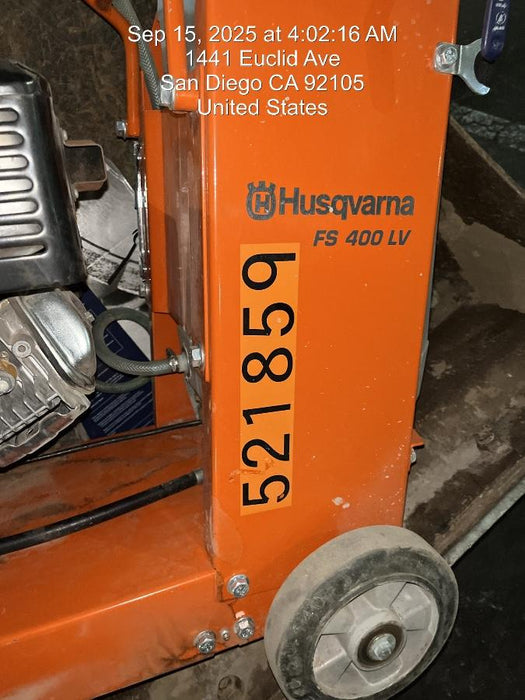 Sep 15, 2025 at 4:02:16 AM
1441 Euclid Ave
San Diego CA 92105
United States
Husqvarna
FS 400 LV
521859